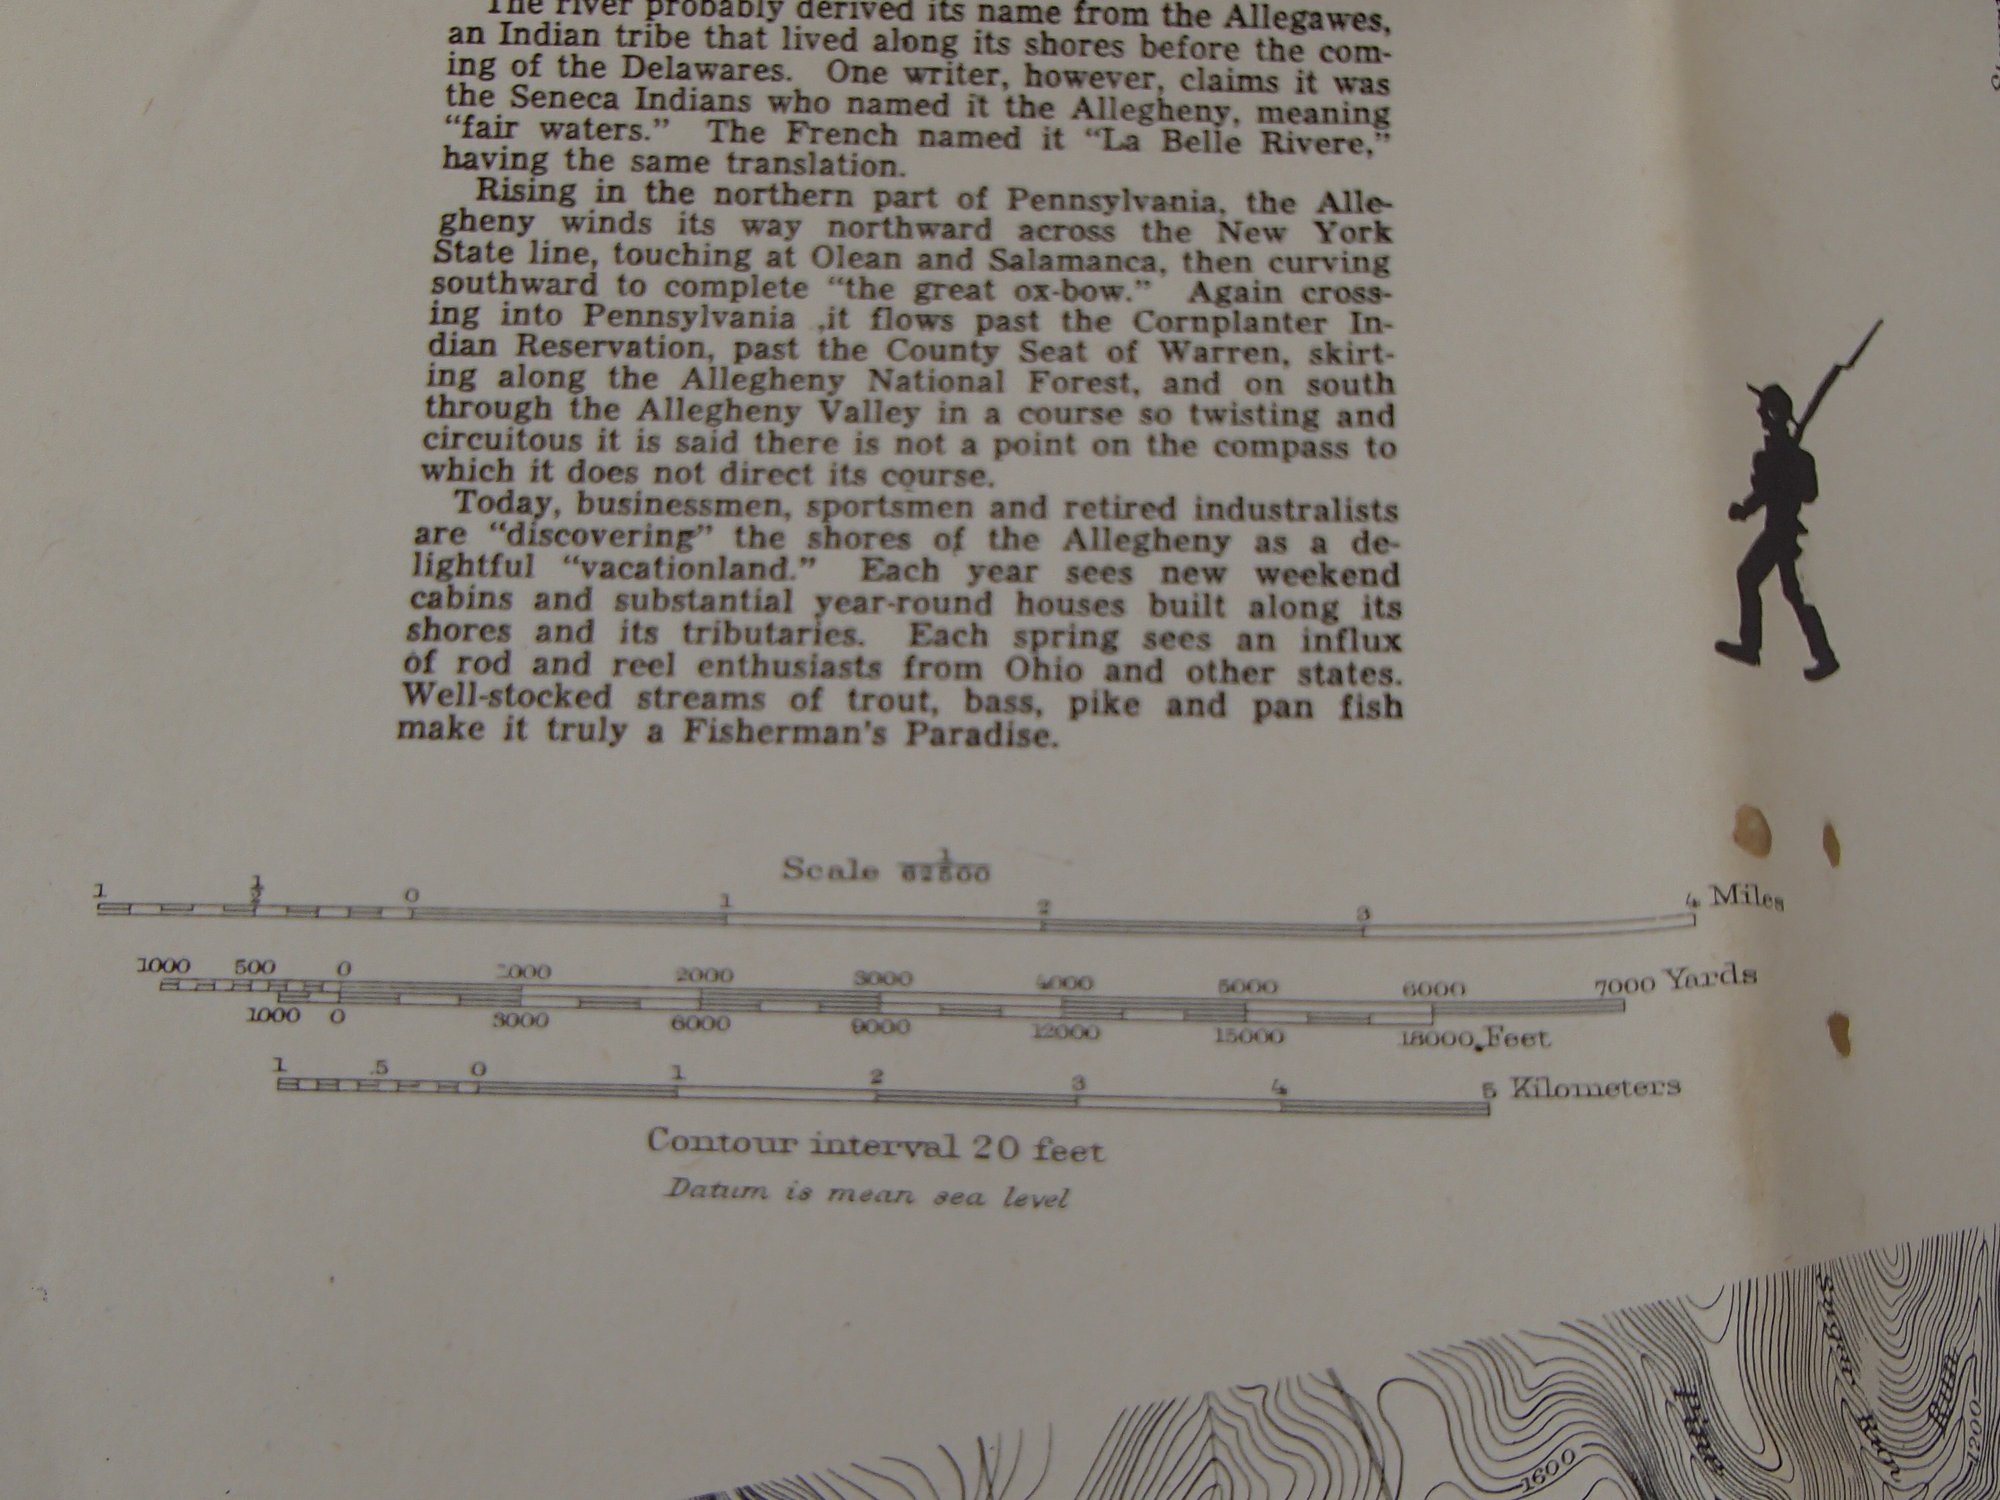 The river probably derived its name from the Allegawes,
an Indian tribe that lived along its shores before the com-
ing of the Delawares. One writer, however, claims it was
the Seneca Indians who named it the Allegheny, meaning
“fair waters.” The French named it “La Belle Rivere,”
having the same translation.
Rising in the northern part of Pennsylvania, the Alle-
gheny winds its way northward across the New York
State line, touching at Olean and Salamanca, then curving
southward to complete “the great ox-bow.” Again cross-
ing into Pennsylvania ,it flows past the Cornplanter In-
dian Reservation, past the County Seat of Warren, skirt-
ing along the Allegheny National Forest, and on south
through the Allegheny Valley in a course so twisting and
circuitous it is said there is not a point on the compass to
which it does not direct its course.
Today, businessmen, sportsmen and retired industralists
are “discovering” the shores of the Allegheny as a de-
lightful “vacationland.” Each year sees new weekend
cabins and substantial year-round houses built along its
shores and its tributaries. Each spring sees an influx
of rod and reel enthusiasts from Ohio and other states.
Well-stocked streams of trout, bass, pike and pan fish
make it truly a Fisherman's Paradise.
Scale 1/62500
1 1/2 0 1 2 3 4 Miles
1000 500 0 1000 2000 3000 4000 5000 6000 7000 Yards
1000 0 3000 6000 9000 12000 15000 18000 Feet
1 .5 0 1 2 3 4 5 Kilometers
Contour interval 20 feet
Datum is mean sea level
Sugar Run
Pine
Run
1200
1600